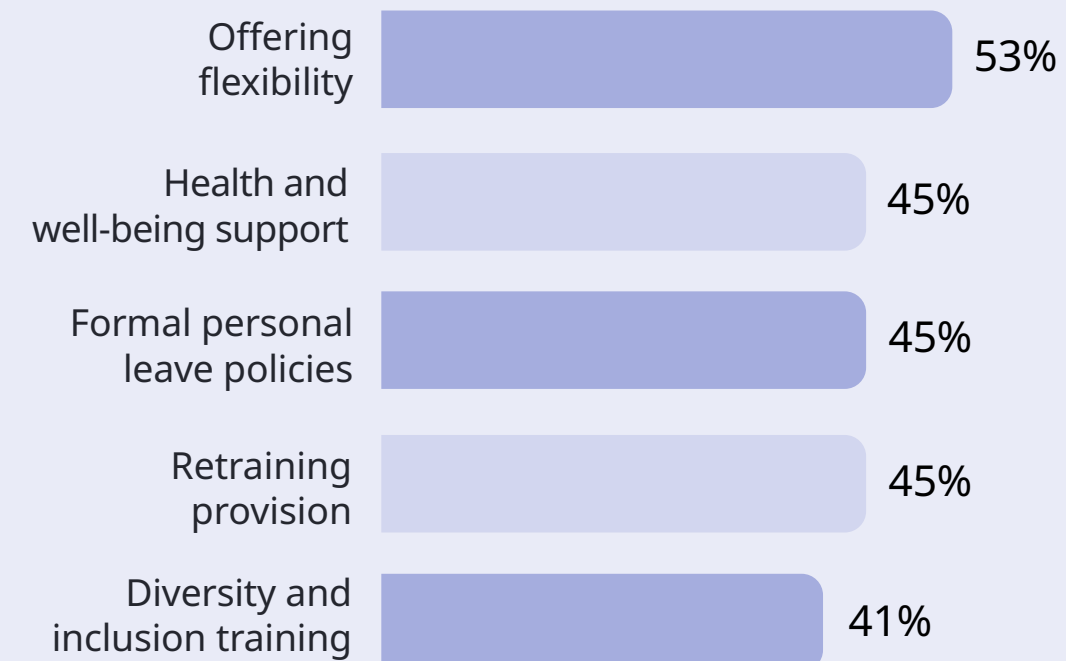 Offering
flexibility
53%
Health and
well-being support
45%
Formal personal
leave policies
45%
Retraining
provision
45%
Diversity and
inclusion training
41%